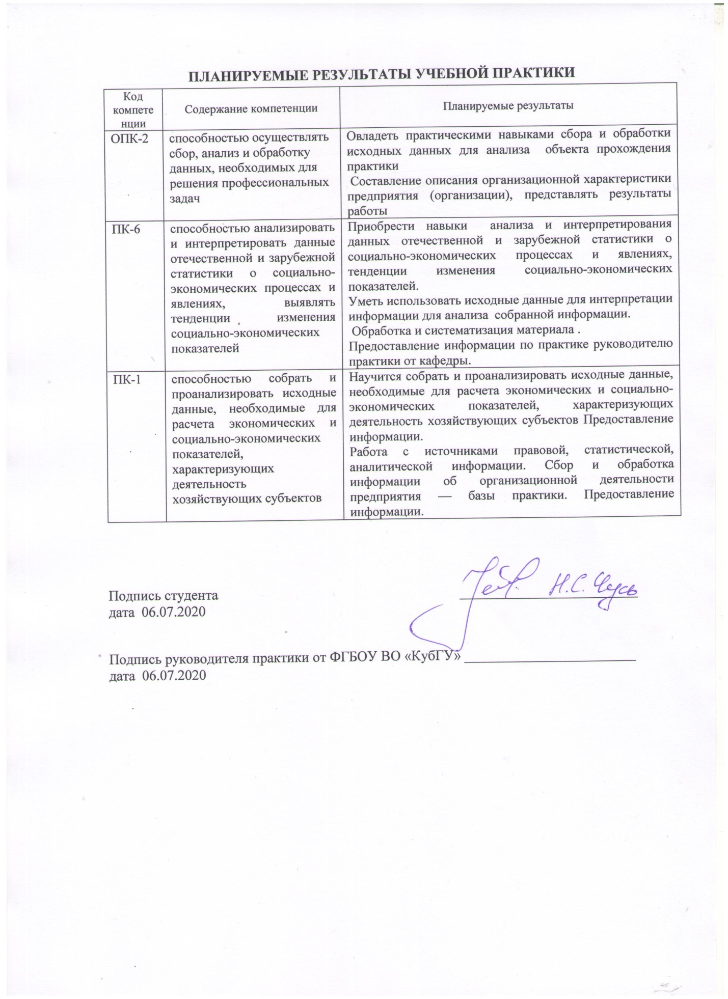 ПЛАНИРУЕМЫЕ РЕЗУЛЬТАТЫ УЧЕБНОЙ ПРАКТИКИ
Код
компете
нции
Содержание компетенции
Планируемые результаты
ОПК-2
способностью осуществлять
сбор, анализ и обработку
данных, необходимых для
решения профессиональных
задач
Овладеть практическими навыками сбора и обработки
исходных данных для анализа объекта прохождения
практики
Составление описания организационной характеристики
предприятия (организации), представлять результаты
работы
ПК-6
способностью анализировать
и интерпретировать данные
отечественной и зарубежной
статистики о социально-
экономических процессах и
явлениях, выявлять
тенденции изменения
социально-экономических
показателей
Приобрести навыки анализа и интерпретирования
данных отечественной и зарубежной статистики о
социально-экономических процессах и явлениях,
тенденции изменения социально-экономических
показателей.
Уметь использовать исходные данные для интерпретации
информации для анализа собранной информации.
Обработка и систематизация материала .
Предоставление информации по практике руководителю
практики от кафедры.
ПК-1
способностью собрать и
проанализировать исходные
данные, необходимые для
расчета экономических и
социально-экономических
показателей,
характеризующих
деятельность
хозяйствующих субъектов
Научится собрать и проанализировать исходные данные,
необходимые для расчета экономических и социально-
экономических показателей, характеризующих
деятельность хозяйствующих субъектов Предоставление
информации.
Работа с источниками правовой, статистической,
аналитической информации. Сбор и обработка
информации об организационной деятельности
предприятия — базы практики. Предоставление
информации.
Подпись студента
Н.С. Чусь
дата 06.07.2020
Подпись руководителя практики от ФГБОУ ВО «КубГУ»
дата 06.07.2020